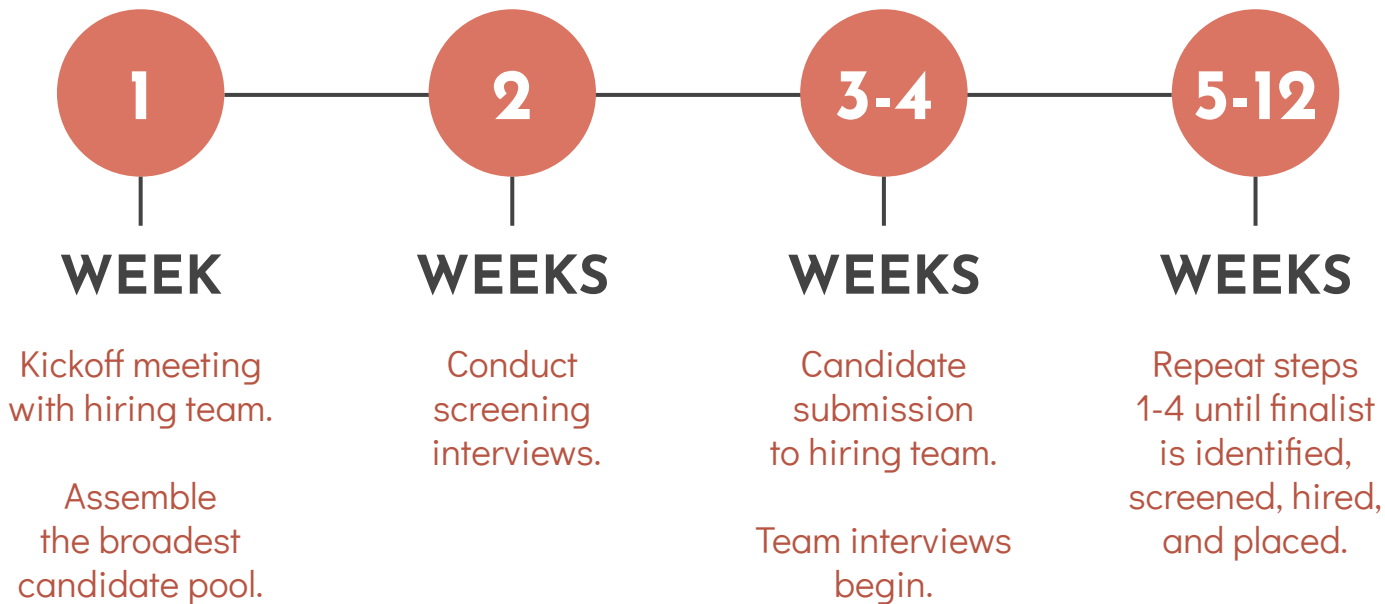 1
WEEK
Kickoff meeting
with hiring team.
Assemble
the broadest
candidate pool.
2
WEEKS
Conduct
screening
interviews.
3-4
WEEKS
Candidate
submission
to hiring team.
Team interviews
begin.
5-12
WEEKS
Repeat steps
1-4 until finalist
is identified,
screened, hired,
and placed.